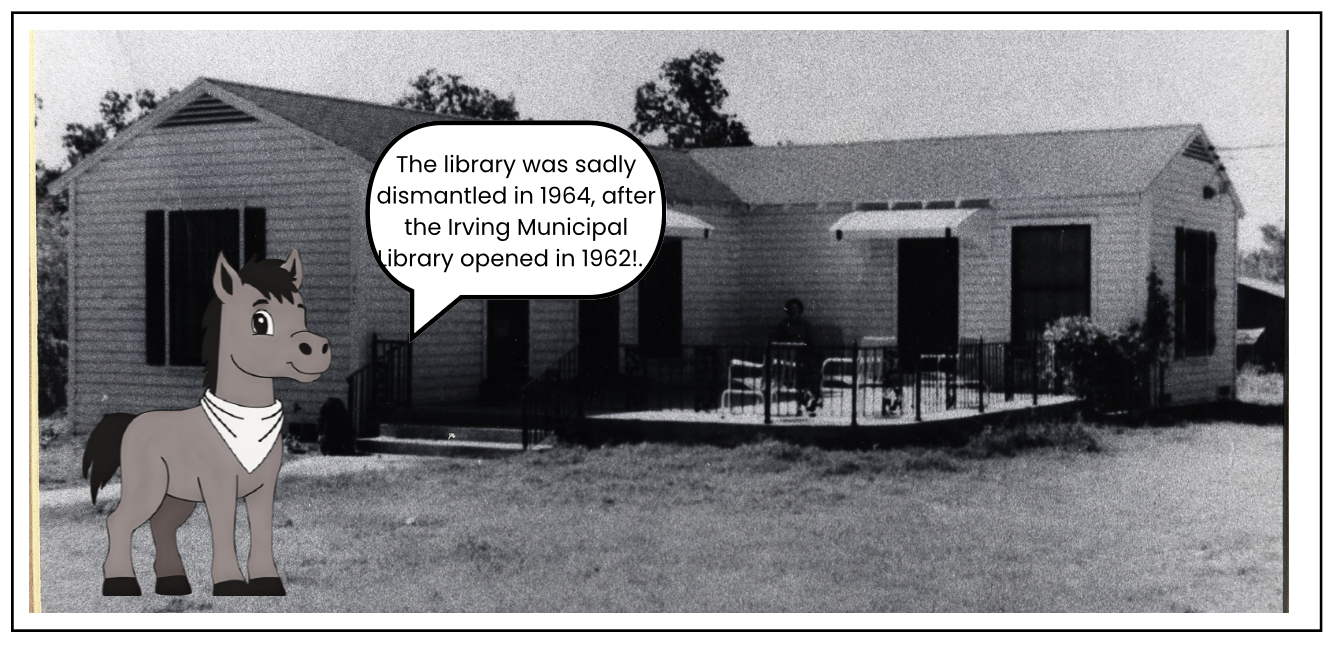 The library was sadly
dismantled in 1964, after
the Irving Municipal
Library opened in 1962!.